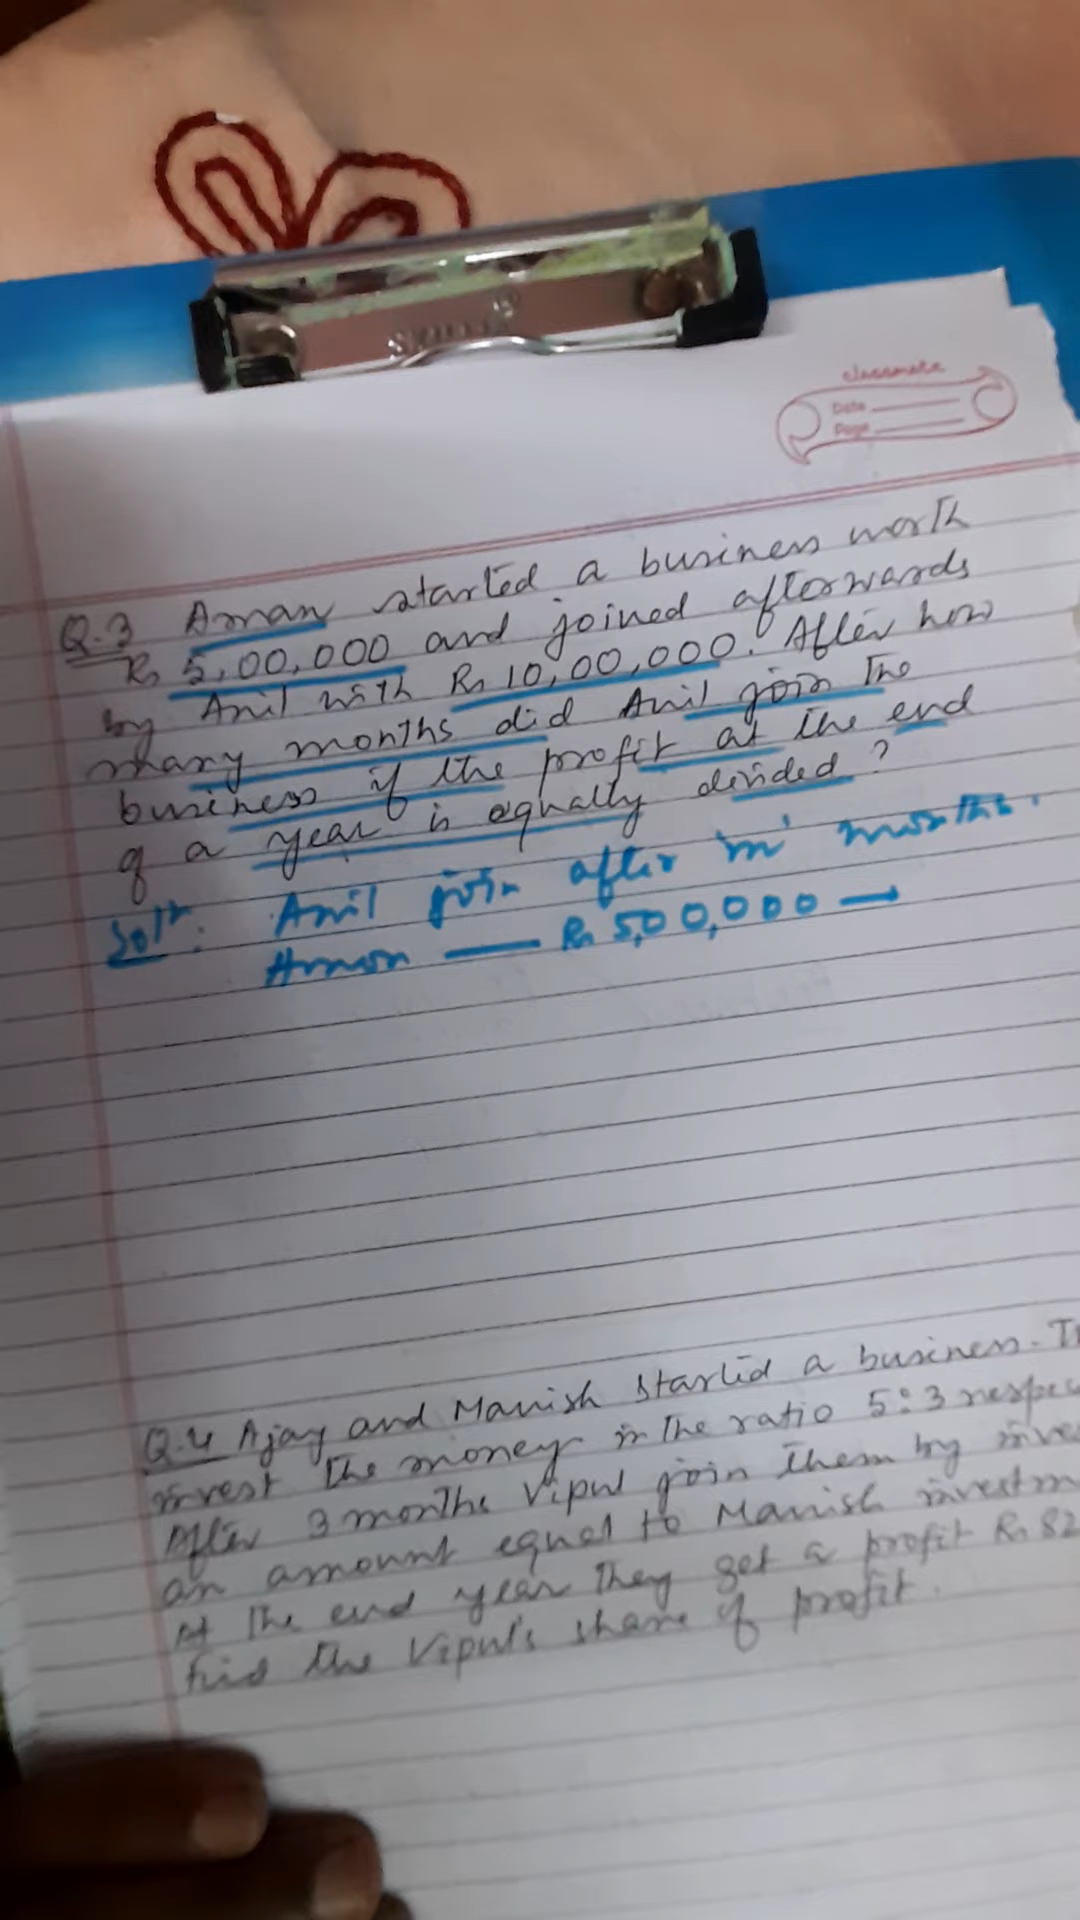 classmate
Date
Page
Q.3 Aman started a business worth
Rs 5,00,000 and joined afterwards
by Anil with Rs 10,00,000. After how
many months did Anil join the
business if the profit at the end
of a year is equally divided ?
Soln: Anil join after 'm' months.
Aman — Rs 5,00,000 —
Q.4 Ajay and Manish started a business.
invest the money in the ratio 5:3
After 3 months Vipul join them by
an amount equal to Manish
At the end year they get a profit Rs 82
find the Vipul's share of profit.